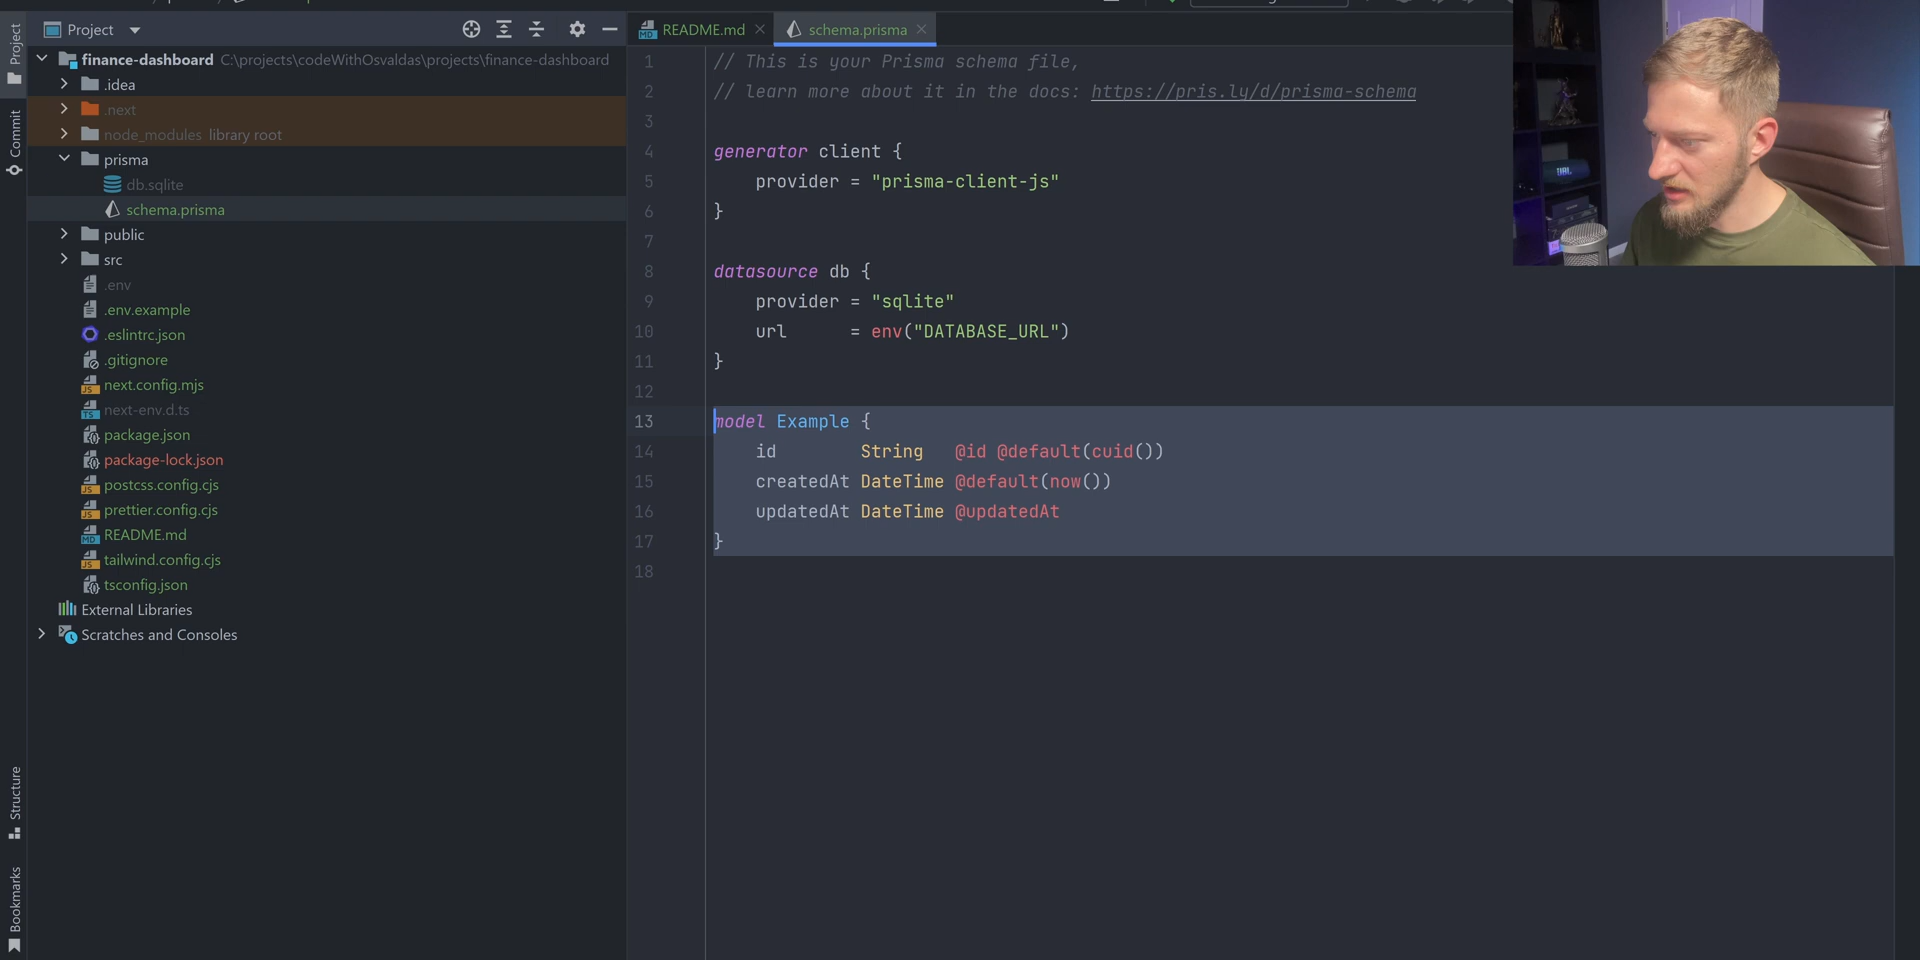 Project
README.md
schema.prisma
Project
Commit
Structure
Bookmarks
finance-dashboard C:\projects\codeWithOsvaldas\projects\finance-dashboard
.idea
.next
node_modules library root
prisma
db.sqlite
schema.prisma
public
src
.env
.env.example
.eslintrc.json
.gitignore
next.config.mjs
next-env.d.ts
package.json
package-lock.json
postcss.config.cjs
prettier.config.cjs
README.md
tailwind.config.cjs
tsconfig.json
External Libraries
Scratches and Consoles
1 // This is your Prisma schema file,
2 // learn more about it in the docs: https://pris.ly/d/prisma-schema
3
4 generator client {
5 provider = "prisma-client-js"
6 }
7
8 datasource db {
9 provider = "sqlite"
10 url = env("DATABASE_URL")
11 }
12
13 model Example {
14 id String @id @default(cuid())
15 createdAt DateTime @default(now())
16 updatedAt DateTime @updatedAt
17 }
18
JBL